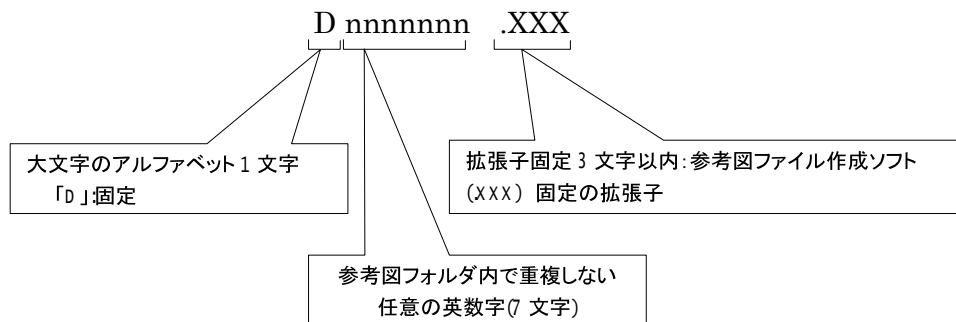 D nnnnnnn .XXX
大文字のアルファベット1文字
「D」:固定
拡張子固定3文字以内:参考図ファイル作成ソフト
(.XXX) 固定の拡張子
参考図フォルダ内で重複しない
任意の英数字(7文字)